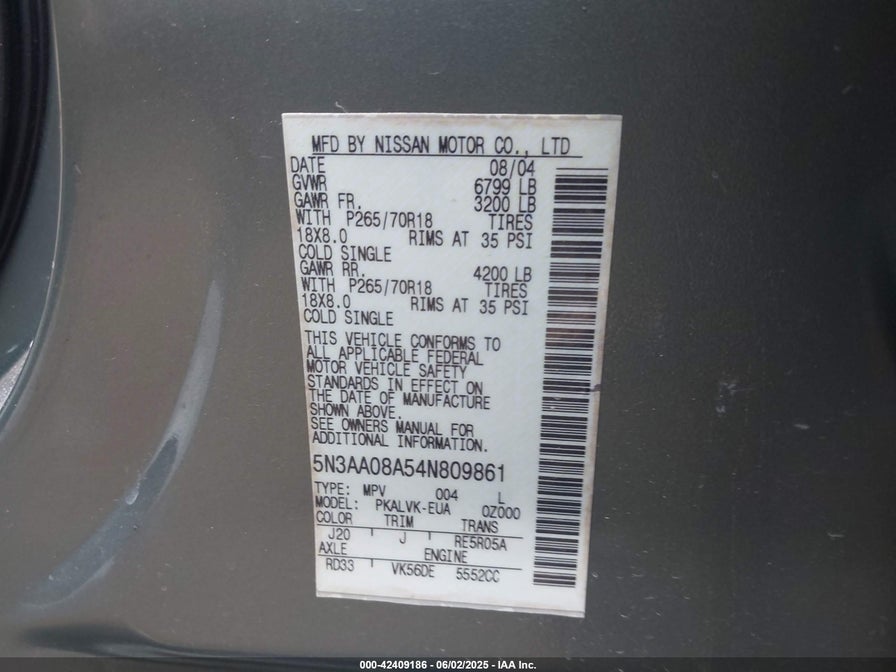 MFD BY NISSAN MOTOR CO., LTD
DATE 08/04
GVWR 6799 LB
GAWR FR. 3200 LB
WITH P265/70R18 TIRES
18X8.0 RIMS AT 35 PSI
COLD SINGLE
GAWR RR. 4200 LB
WITH P265/70R18 TIRES
18X8.0 RIMS AT 35 PSI
COLD SINGLE
THIS VEHICLE CONFORMS TO
ALL APPLICABLE FEDERAL
MOTOR VEHICLE SAFETY
STANDARDS IN EFFECT ON
THE DATE OF MANUFACTURE
SHOWN ABOVE.
SEE OWNERS MANUAL FOR
ADDITIONAL INFORMATION.
5N3AA08A54N809861
TYPE: MPV 004 L
MODEL: PKALVK-EUA 0Z000
COLOR TRIM TRANS
J20 J RE5R05A
AXLE ENGINE
RD33 VK56DE 5552CC
000-42409186 - 06/02/2025 - IAA Inc.